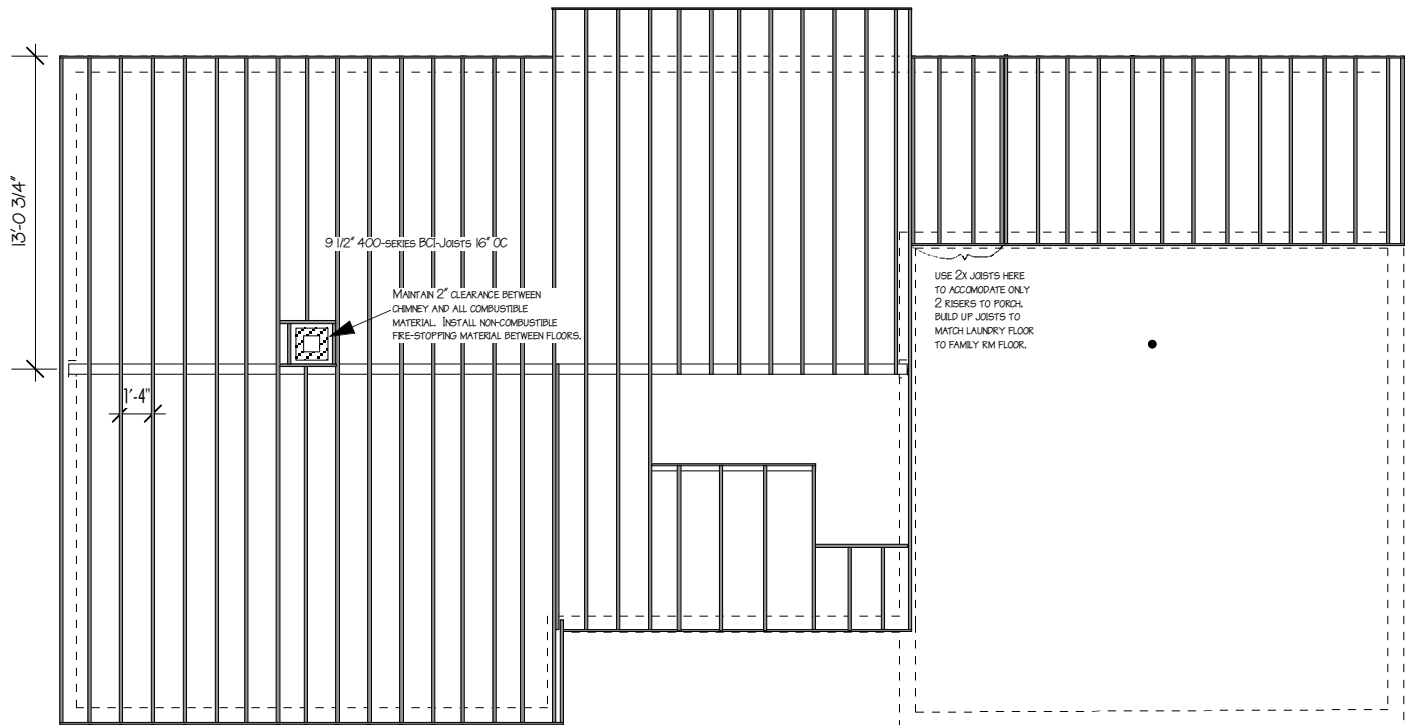 13'-0 3/4"
9 1/2" 400-SERIES BCI-JOISTS 16" OC
MAINTAIN 2" CLEARANCE BETWEEN
CHIMNEY AND ALL COMBUSTIBLE
MATERIAL. INSTALL NON-COMBUSTIBLE
FIRE-STOPPING MATERIAL BETWEEN FLOORS.
USE 2X JOISTS HERE
TO ACCOMODATE ONLY
2 RISERS TO PORCH.
BUILD UP JOISTS TO
MATCH LAUNDRY FLOOR
TO FAMILY RM FLOOR.
1'-4"